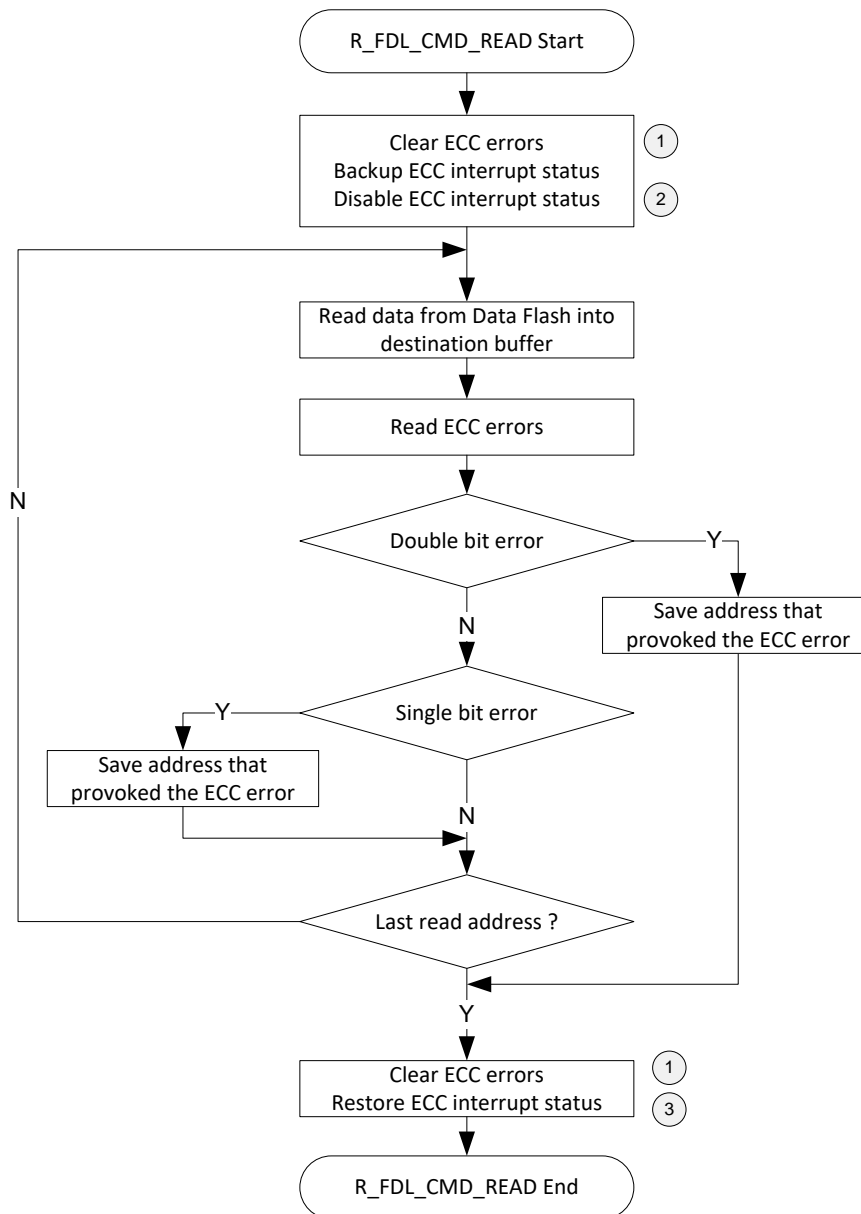 R_FDL_CMD_READ Start
Clear ECC errors
1
Backup ECC interrupt status
Disable ECC interrupt status
2
Read data from Data Flash into
destination buffer
Read ECC errors
N
Double bit error
Y
Save address that
provoked the ECC error
N
Y
Single bit error
Save address that
provoked the ECC error
N
Last read address ?
Y
Clear ECC errors
1
Restore ECC interrupt status
3
R_FDL_CMD_READ End